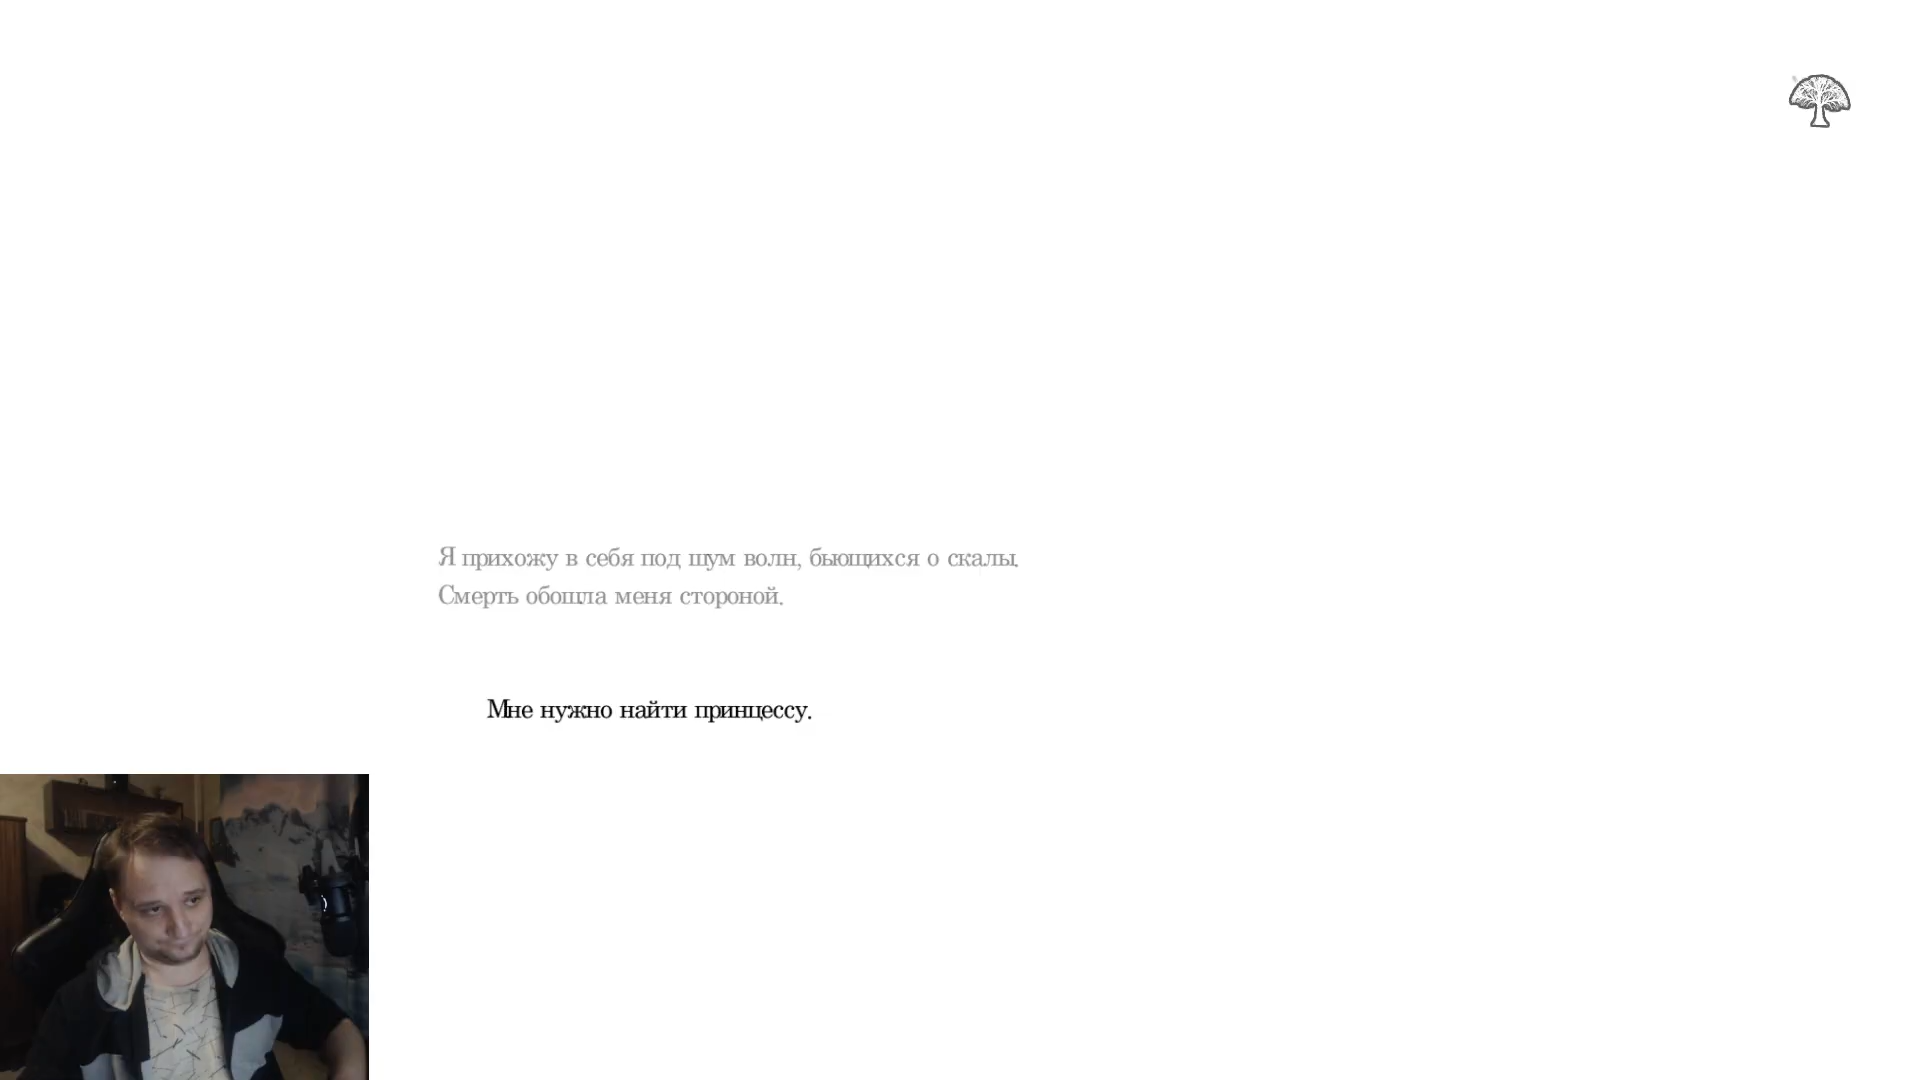 Я прихожу в себя под шум волн, бьющихся о скалы.
Смерть обошла меня стороной.
Мне нужно найти принцессу.